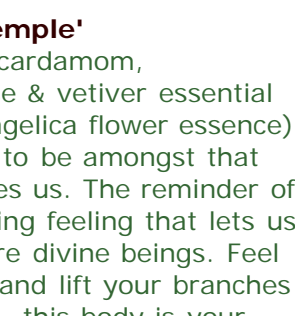 emple'
cardamom,
e & vetiver essential
ngelica flower essence)
to be amongst that
es us. The reminder of
ing feeling that lets us
re divine beings. Feel
and lift your branches
this body is your